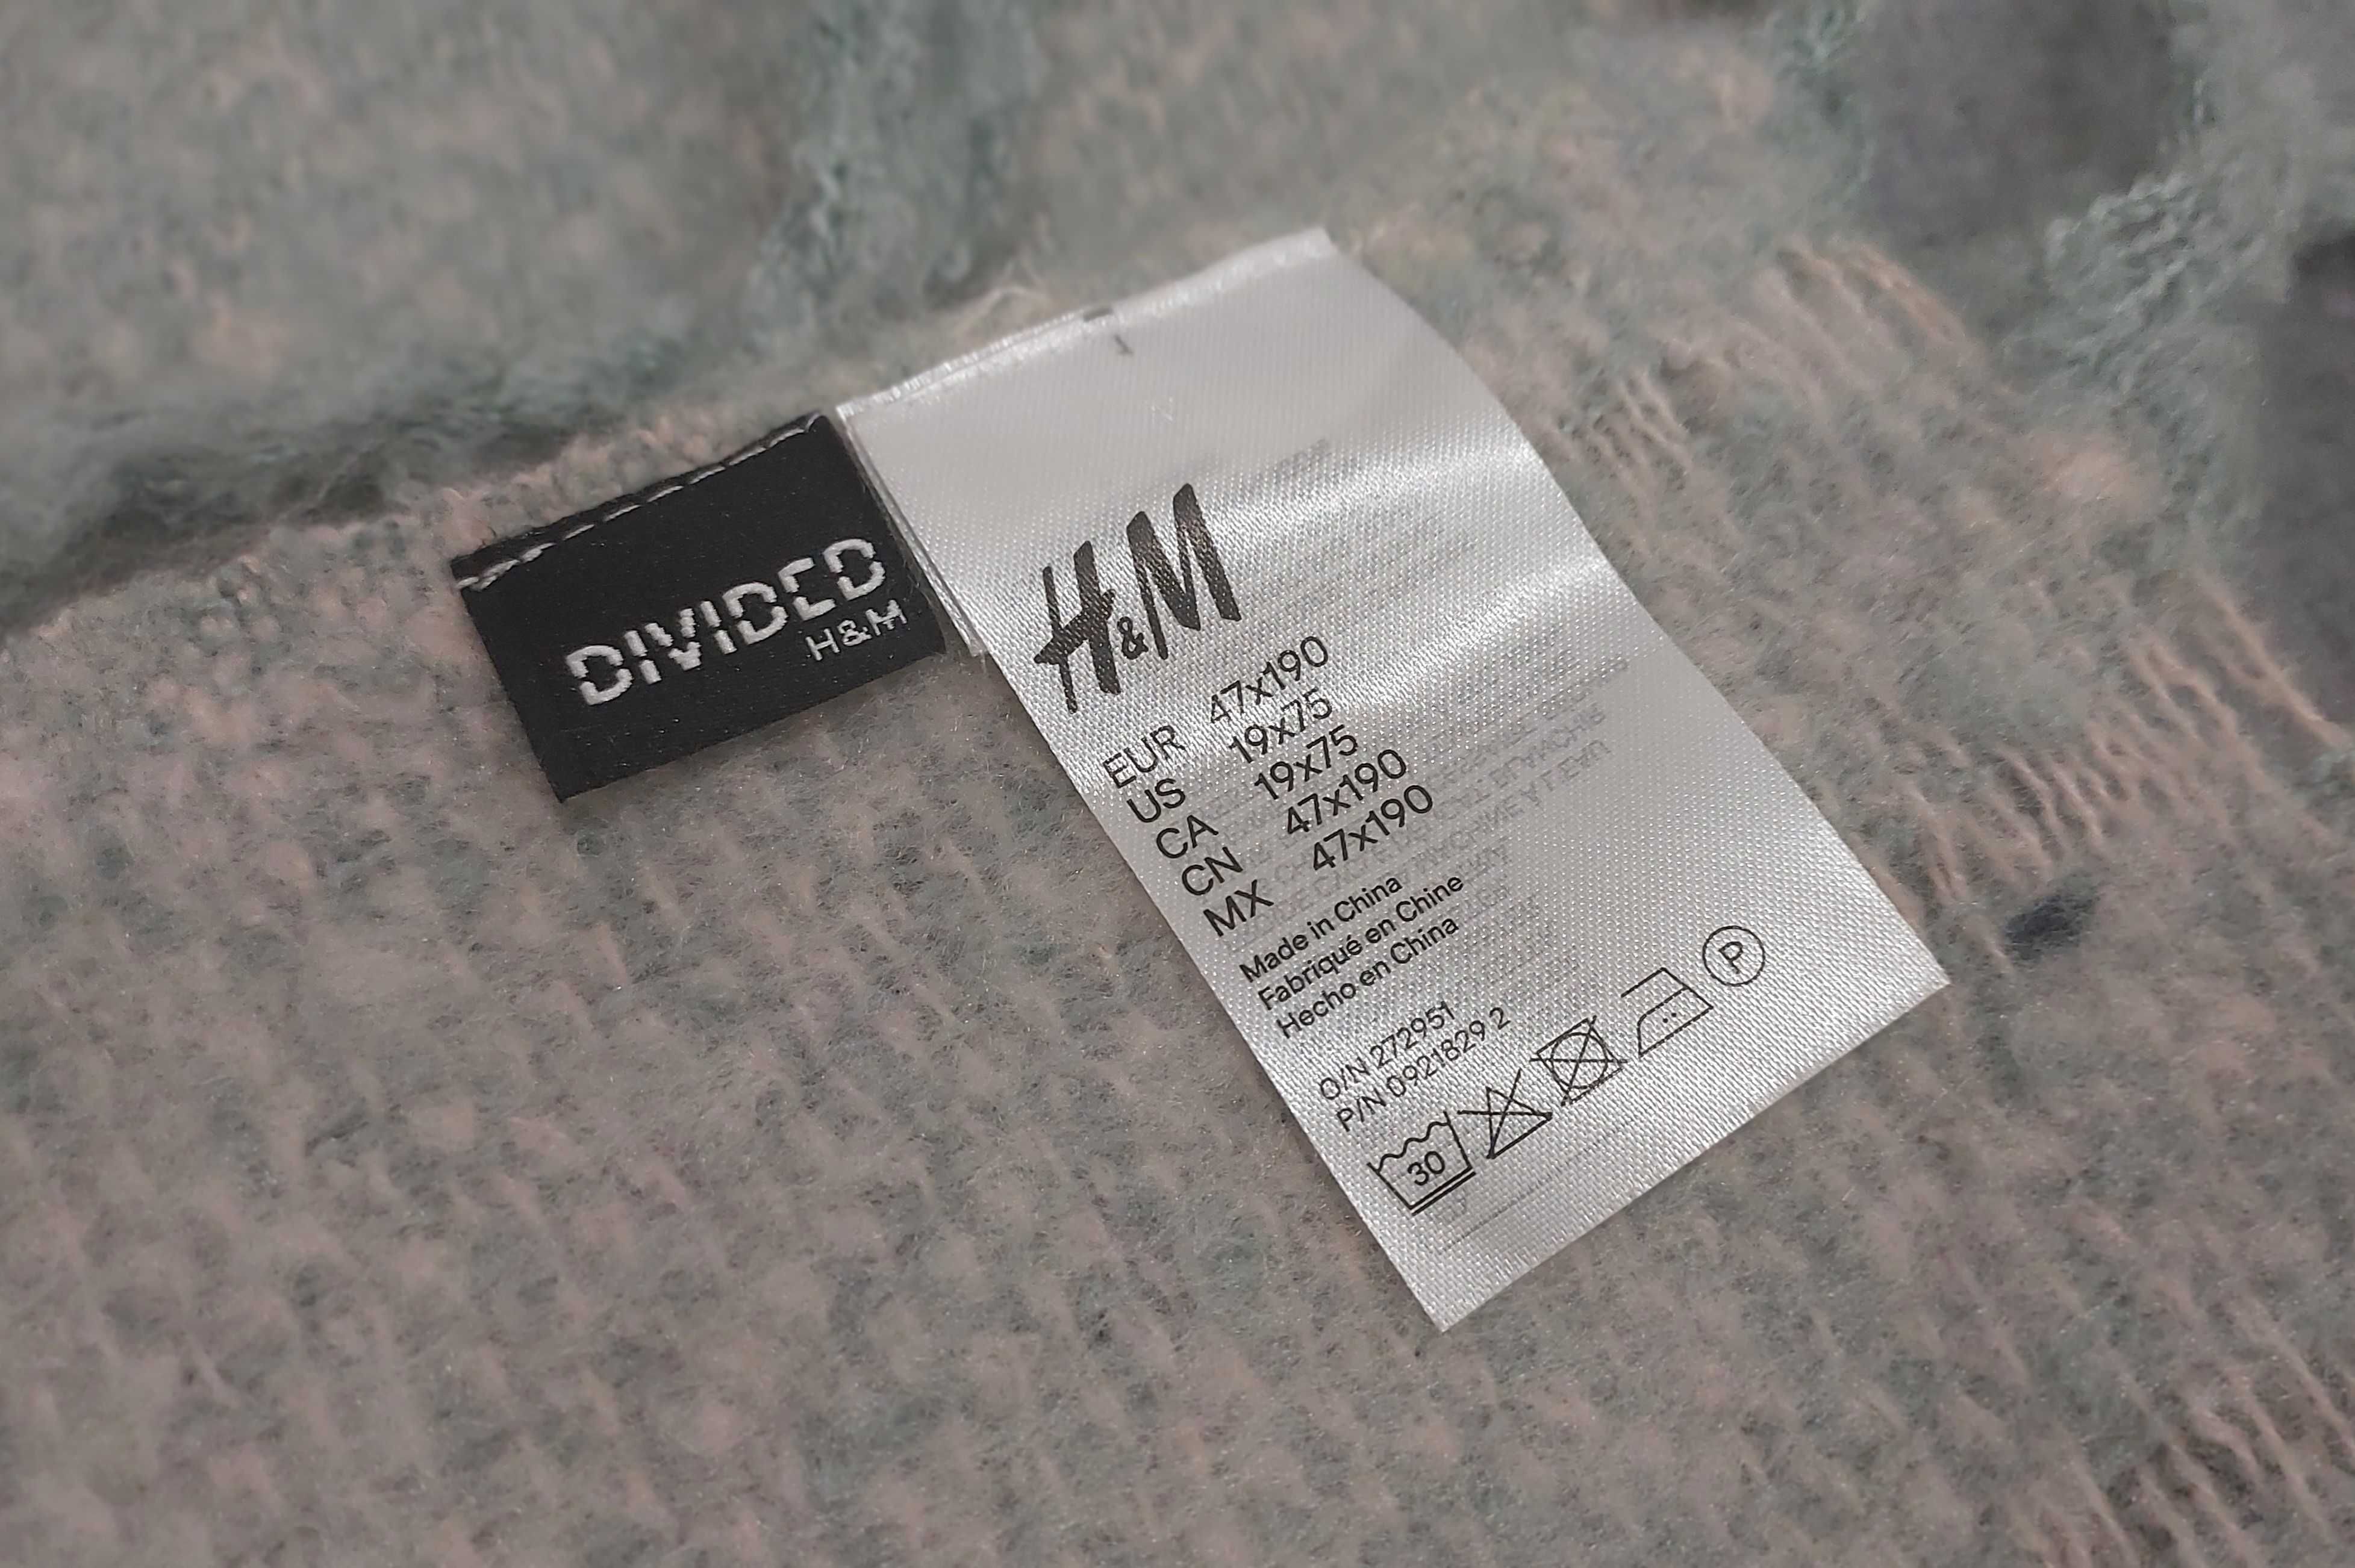 DIVIDED
H&M
H&M
EUR 47x190
US 19x75
CA 19x75
CN 47x190
MX 47x190
Made in China
Fabriqué en Chine
Hecho en China
O/N 272951
P/N 0921829 2
30
P